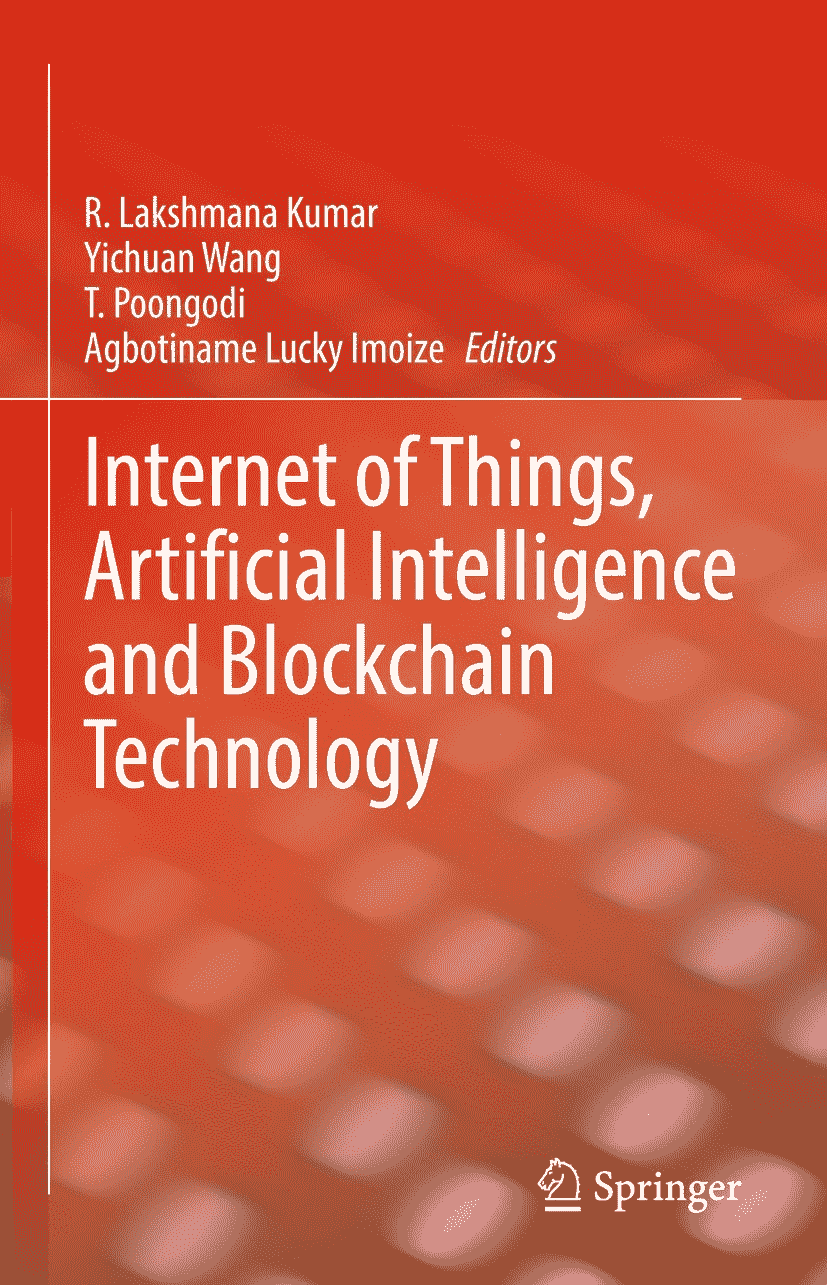 R. Lakshmana Kumar
Yichuan Wang
T. Poongodi
Agbotiname Lucky Imoize Editors
Internet of Things,
Artificial Intelligence
and Blockchain
Technology
Springer